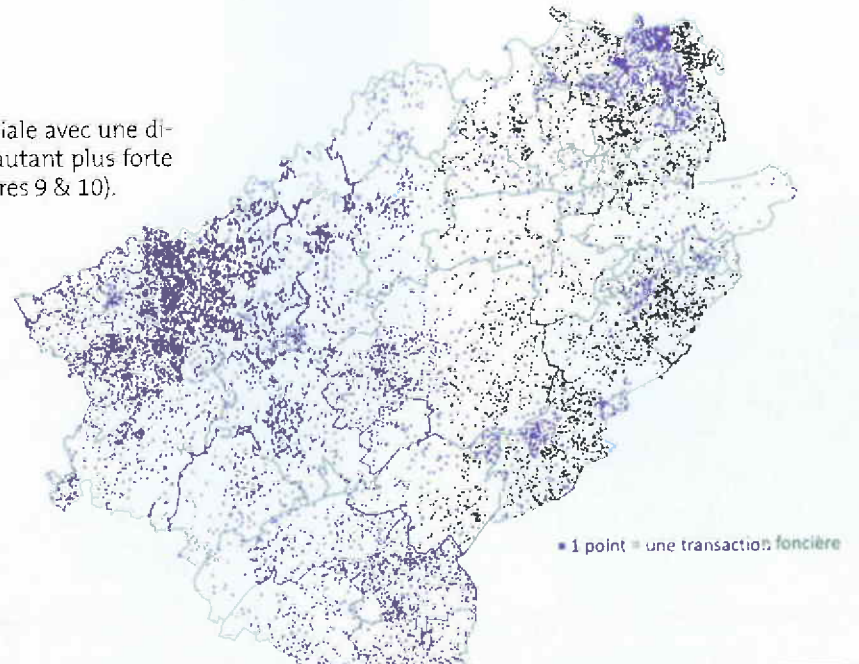 iale avec une di-
autant plus forte
res 9 & 10).
1 point = une transaction foncière